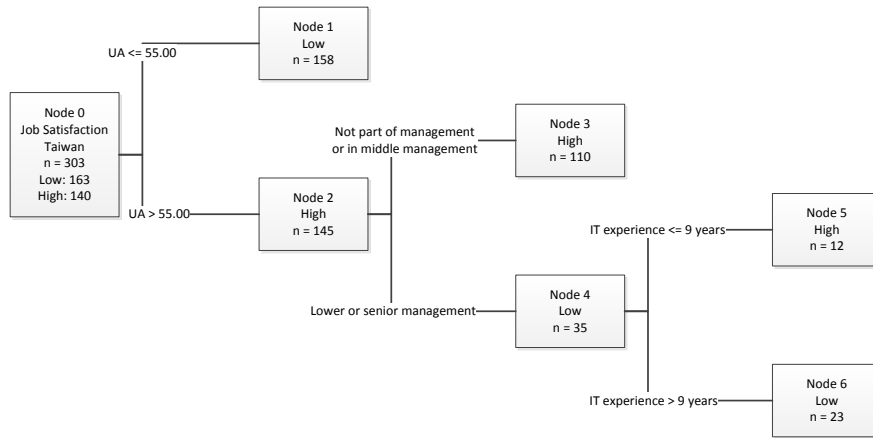 Node 0
Job Satisfaction
Taiwan
n = 303
Low: 163
High: 140
UA <= 55.00
Node 1
Low
n = 158
UA > 55.00
Node 2
High
n = 145
Not part of management
or in middle management
Node 3
High
n = 110
Lower or senior management
Node 4
Low
n = 35
IT experience <= 9 years
Node 5
High
n = 12
IT experience > 9 years
Node 6
Low
n = 23